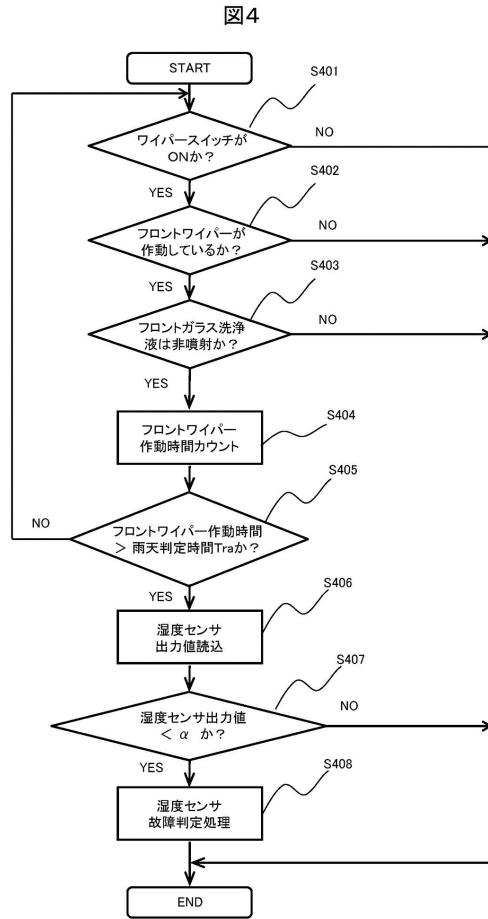 図4
START
S401
ワイパースイッチが
ONか?
NO
YES
S402
フロントワイパーが
作動しているか?
NO
YES
S403
フロントガラス洗浄
液は非噴射か?
NO
YES
S404
フロントワイパー
作動時間カウント
S405
NO
フロントワイパー作動時間
> 雨天判定時間Traか?
YES
S406
湿度センサ
出力値読込
S407
湿度センサ出力値
< α か?
NO
YES
S408
湿度センサ
故障判定処理
END